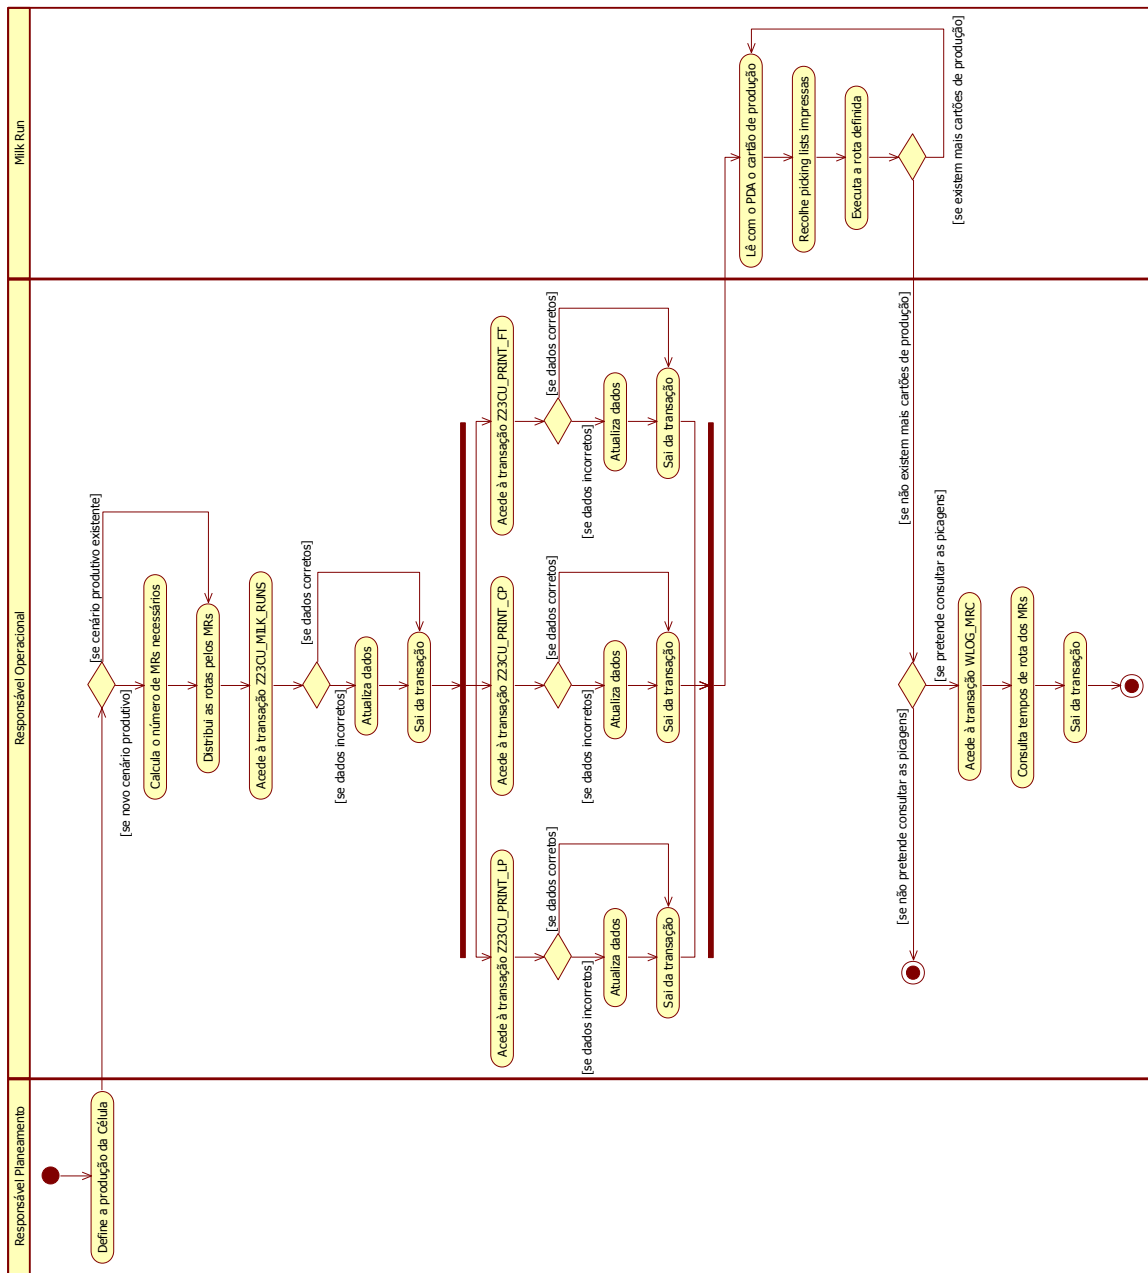 Responsável Planeamento
Define a produção da Célula
Responsável Operacional
[se cenário produtivo existente]
[se novo cenário produtivo]
Calcula o número de MRs necessários
Distribui as rotas pelos MRs
Acede à transação Z23CU_MILK_RUNS
[se dados corretos]
[se dados incorretos]
Atualiza dados
Sai da transação
Acede à transação Z23CU_PRINT_LP
[se dados corretos]
[se dados incorretos]
Atualiza dados
Sai da transação
Acede à transação Z23CU_PRINT_CP
[se dados corretos]
[se dados incorretos]
Atualiza dados
Sai da transação
Acede à transação Z23CU_PRINT_FT
[se dados corretos]
[se dados incorretos]
Atualiza dados
Sai da transação
Milk Run
Lê com o PDA o cartão de produção
Recolhe picking lists impressas
Executa a rota definida
[se existem mais cartões de produção]
[se não existem mais cartões de produção]
[se não pretende consultar as picagens]
[se pretende consultar as picagens]
Acede à transação WLOG_MRC
Consulta tempos de rota dos MRs
Sai da transação